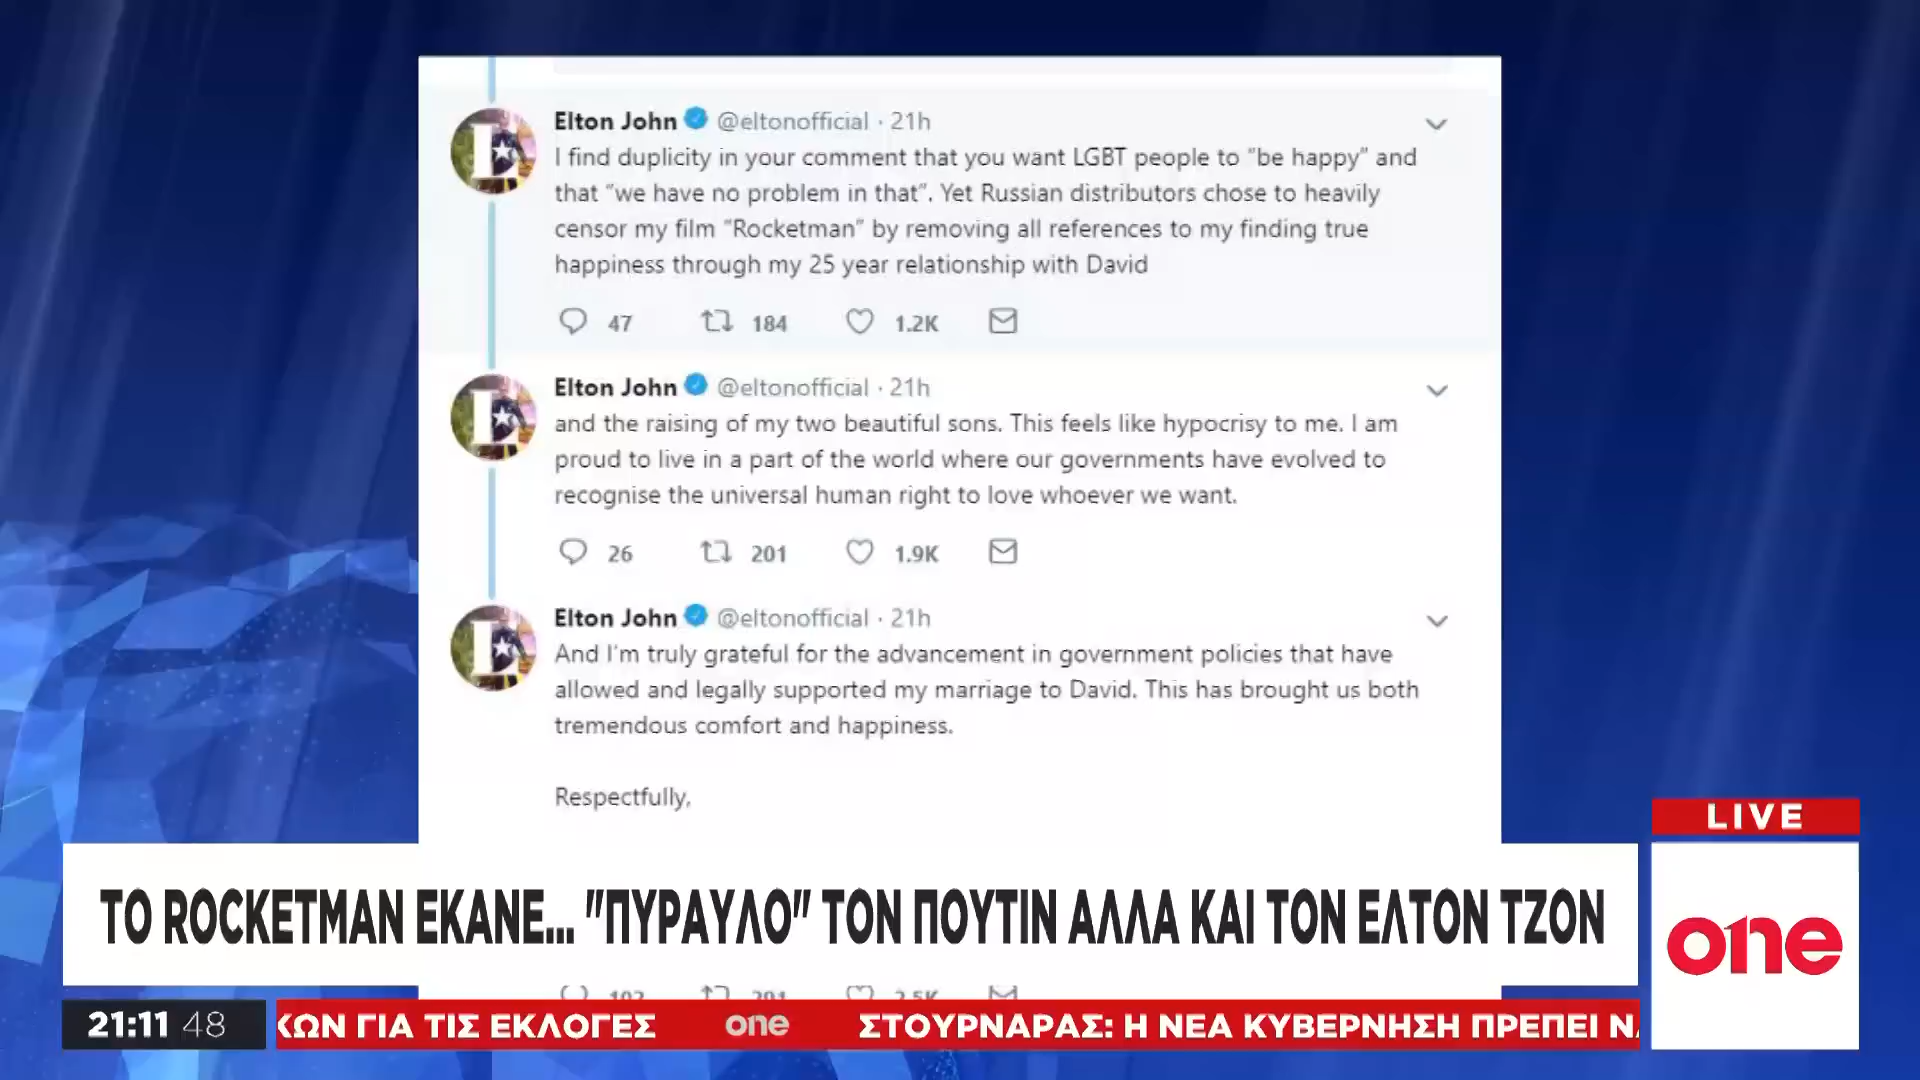 Elton John @eltonofficial · 21h
I find duplicity in your comment that you want LGBT people to "be happy" and
that "we have no problem in that". Yet Russian distributors chose to heavily
censor my film "Rocketman" by removing all references to my finding true
happiness through my 25 year relationship with David
47 184 1.2K
Elton John @eltonofficial · 21h
and the raising of my two beautiful sons. This feels like hypocrisy to me. I am
proud to live in a part of the world where our governments have evolved to
recognise the universal human right to love whoever we want.
26 201 1.9K
Elton John @eltonofficial · 21h
And I'm truly grateful for the advancement in government policies that have
allowed and legally supported my marriage to David. This has brought us both
tremendous comfort and happiness.
Respectfully,
LIVE
ΤΟ ROCKETMAN ΕΚΑΝΕ... "ΠΥΡΑΥΛΟ" ΤΟΝ ΠΟΥΤΙΝ ΑΛΛΑ ΚΑΙ ΤΟΝ ΕΛΤΟΝ ΤΖΟΝ
one
21:11 48 ΚΩΝ ΓΙΑ ΤΙΣ ΕΚΛΟΓΕΣ one ΣΤΟΥΡΝΑΡΑΣ: Η ΝΕΑ ΚΥΒΕΡΝΗΣΗ ΠΡΕΠΕΙ